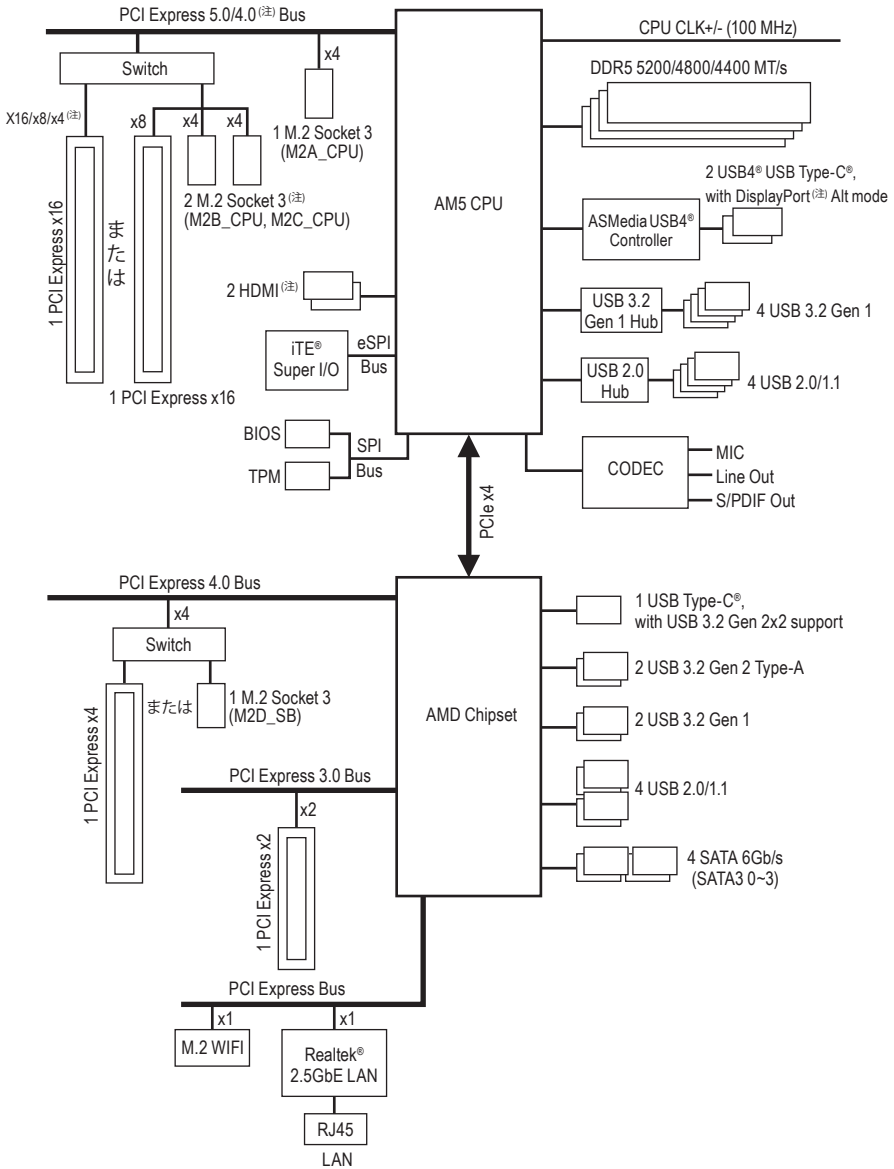 PCI Express 5.0/4.0(注) Bus
CPU CLK+/- (100 MHz)
x4
Switch
DDR5 5200/4800/4400 MT/s
X16/x8/x4(注)
x8
x4
x4
1 M.2 Socket 3
(M2A_CPU)
2 USB4® USB Type-C®,
with DisplayPort(注) Alt mode
2 M.2 Socket 3(注)
(M2B_CPU, M2C_CPU)
AM5 CPU
ASMedia USB4®
Controller
1 PCI Express x16
または
1 PCI Express x16
2 HDMI(注)
USB 3.2
Gen 1 Hub
4 USB 3.2 Gen 1
iTE®
Super I/O
eSPI
Bus
USB 2.0
Hub
4 USB 2.0/1.1
BIOS
TPM
SPI
Bus
CODEC
MIC
Line Out
S/PDIF Out
PCIe x4
PCI Express 4.0 Bus
x4
Switch
1 USB Type-C®,
with USB 3.2 Gen 2x2 support
1 PCI Express x4
または
1 M.2 Socket 3
(M2D_SB)
2 USB 3.2 Gen 2 Type-A
AMD Chipset
2 USB 3.2 Gen 1
PCI Express 3.0 Bus
x2
1 PCI Express x2
4 USB 2.0/1.1
4 SATA 6Gb/s
(SATA3 0~3)
PCI Express Bus
x1
x1
M.2 WIFI
Realtek®
2.5GbE LAN
RJ45
LAN